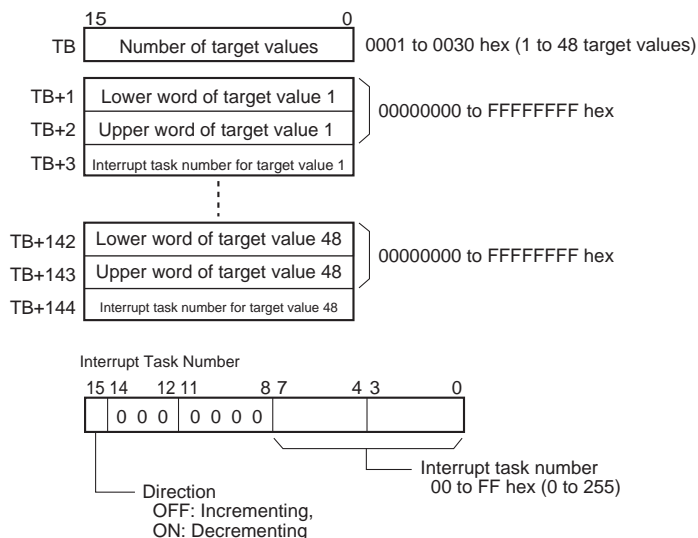 15 0
TB Number of target values 0001 to 0030 hex (1 to 48 target values)
TB+1 Lower word of target value 1
00000000 to FFFFFFFF hex
TB+2 Upper word of target value 1
TB+3 Interrupt task number for target value 1
TB+142 Lower word of target value 48
00000000 to FFFFFFFF hex
TB+143 Upper word of target value 48
TB+144 Interrupt task number for target value 48
Interrupt Task Number
15 14 12 11 8 7 4 3 0
0 0 0 0 0 0 0
Interrupt task number
00 to FF hex (0 to 255)
Direction
OFF: Incrementing,
ON: Decrementing